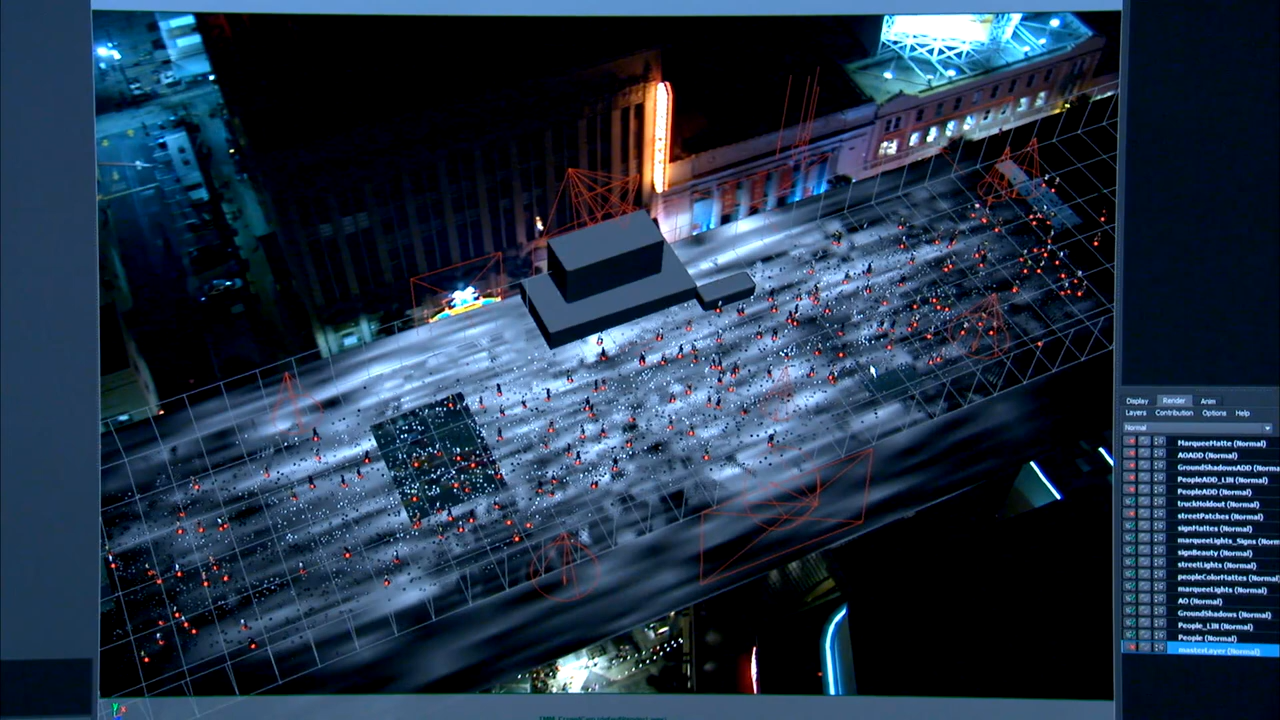 Display Render Anim
Layers Contribution Options Help
Normal
MarqueeMatte (Normal)
AOADD (Normal)
GroundShadowsADD (Normal)
PeopleADD_LIN (Normal)
PeopleADD (Normal)
truckHoldout (Normal)
streetPatches (Normal)
signMattes (Normal)
marqueeLights_Signs (Norm
signBeauty (Normal)
streetLights (Normal)
peopleColorMattes (Normal)
marqueeLights (Normal)
AO (Normal)
GroundShadows (Normal)
People_LIN (Normal)
People (Normal)
masterLayer (Normal)